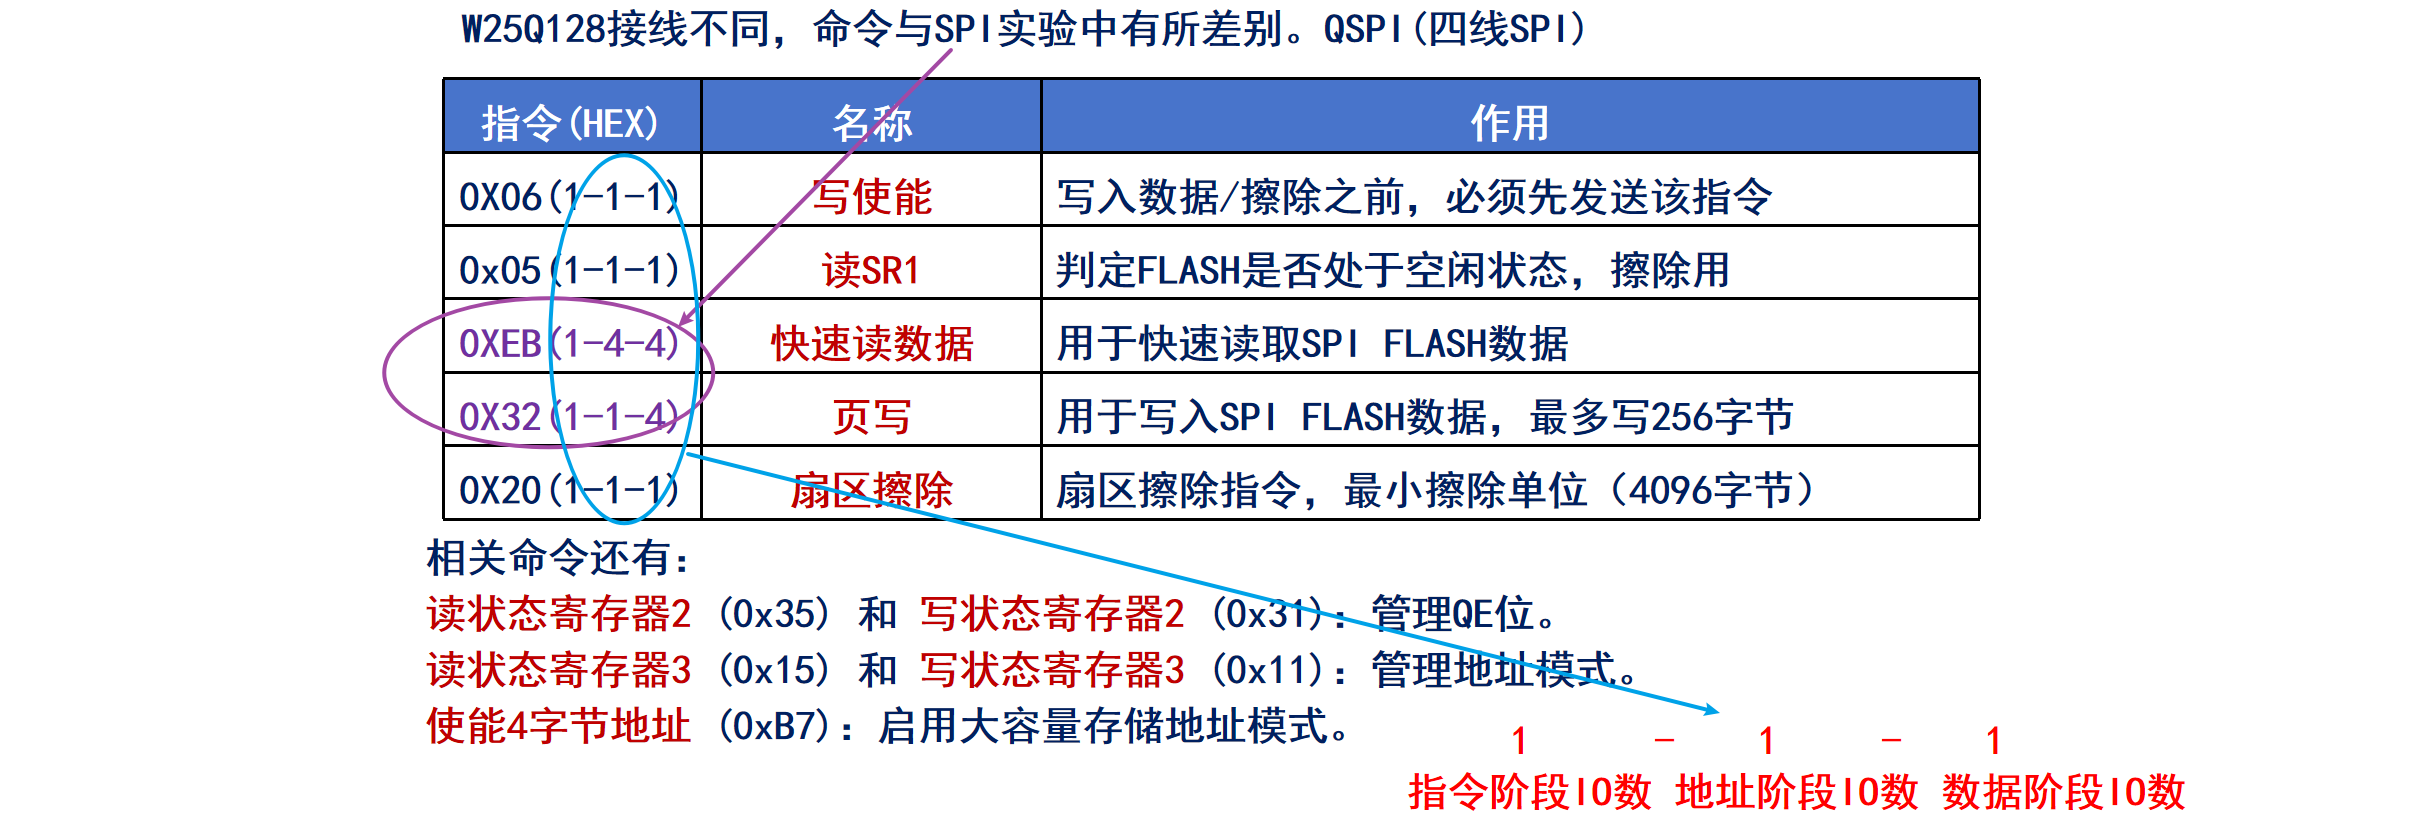 W25Q128接线不同，命令与SPI实验中有所差别。QSPI(四线SPI)
指令(HEX) 名称 作用
0X06(1-1-1) 写使能 写入数据/擦除之前，必须先发送该指令
0x05(1-1-1) 读SR1 判定FLASH是否处于空闲状态，擦除用
0XEB(1-4-4) 快速读数据 用于快速读取SPI FLASH数据
0X32(1-1-4) 页写 用于写入SPI FLASH数据，最多写256字节
0X20(1-1-1) 扇区擦除 扇区擦除指令，最小擦除单位（4096字节）
相关命令还有：
读状态寄存器2 (0x35) 和 写状态寄存器2 (0x31)：管理QE位。
读状态寄存器3 (0x15) 和 写状态寄存器3 (0x11)：管理地址模式。
使能4字节地址 (0xB7)：启用大容量存储地址模式。
1 - 1 - 1
指令阶段IO数 地址阶段IO数 数据阶段IO数